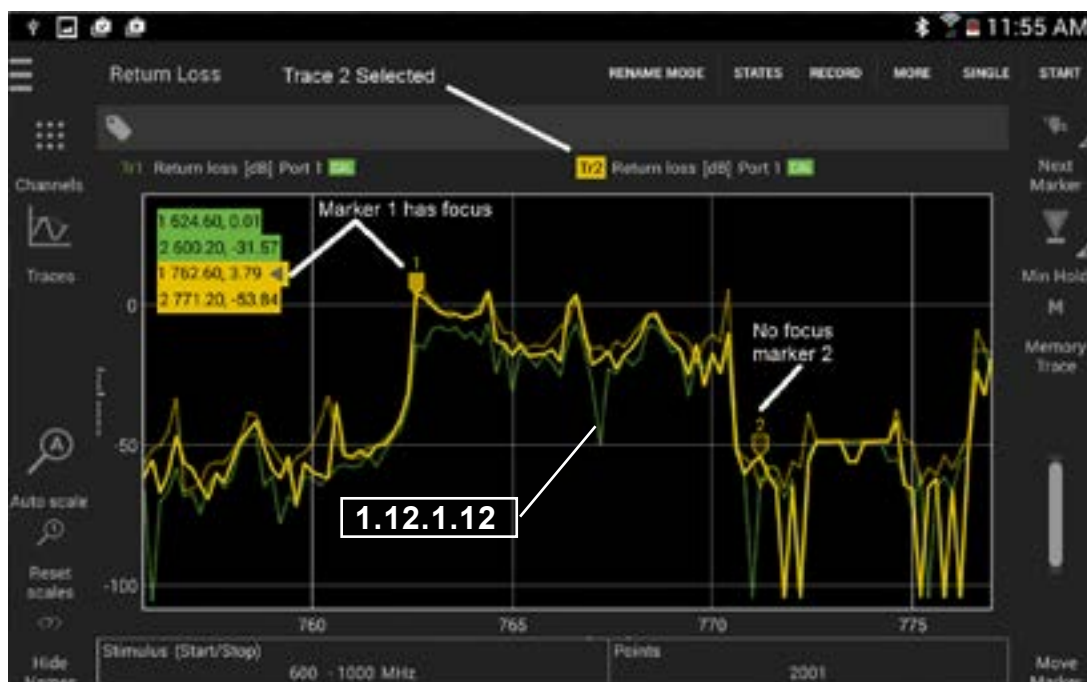 11:55 AM
Return Loss
Trace 2 Selected
RENAME MODE STATES RECORD MORE SINGLE START
Tr1 Return loss [dB] Port 1
Tr2 Return loss [dB] Port 1
Channels
Next
Marker
1 624.60, 0.01
2 600.20, -31.57
1 762.60, 3.79
2 771.20, -53.84
Marker 1 has focus
1
Traces
Min Hold
M
0
No focus
marker 2
Memory
Trace
2
-50
A
Auto scale
1.12.1.12
Reset
scales
-100
760 765 770 775
Hide
Stimulus (Start/Stop)
600 - 1000 MHz
Points
2001
Move
Marker